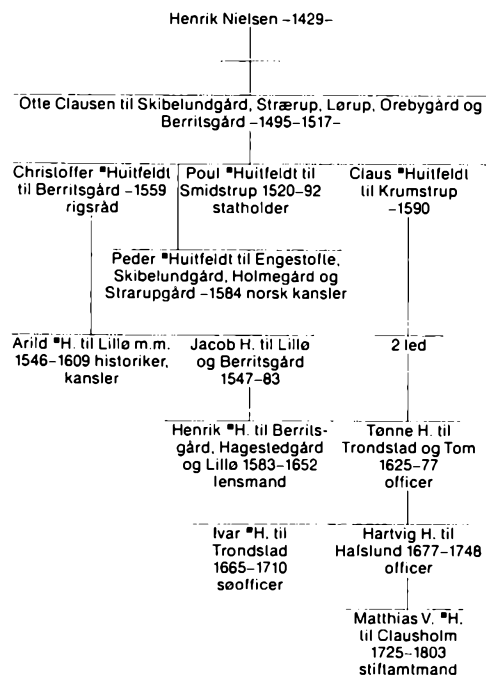 Henrik Nielsen –1429–
Otte Clausen til Skibelundgård, Strærup, Lørup, Orebygård og
Berritsgård –1495–1517–
Christoffer ■Huitfeldt
til Berritsgård –1559
rigsråd
Poul ■Huitfeldt til
Smidstrup 1520–92
statholder
Claus ■Huitfeldt
til Krumstrup
–1590
Peder ■Huitfeldt til Engestofte,
Skibelundgård, Holmegård og
Strarupgård –1584 norsk kansler
Arild ■H. til Lillø m.m.
1546–1609 historiker,
kansler
Jacob H. til Lillø
og Berritsgård
1547–83
2 led
Henrik ■H. til Berrits-
gård, Hagestedgård
og Lillø 1583–1652
lensmand
Tønne H. til
Trondstad og Tom
1625–77
officer
Ivar ■H. til
Trondstad
1665–1710
søofficer
Hartvig H. til
Hafslund 1677–1748
officer
Matthias V. ■H.
til Clausholm
1725–1803
stiftamtmand